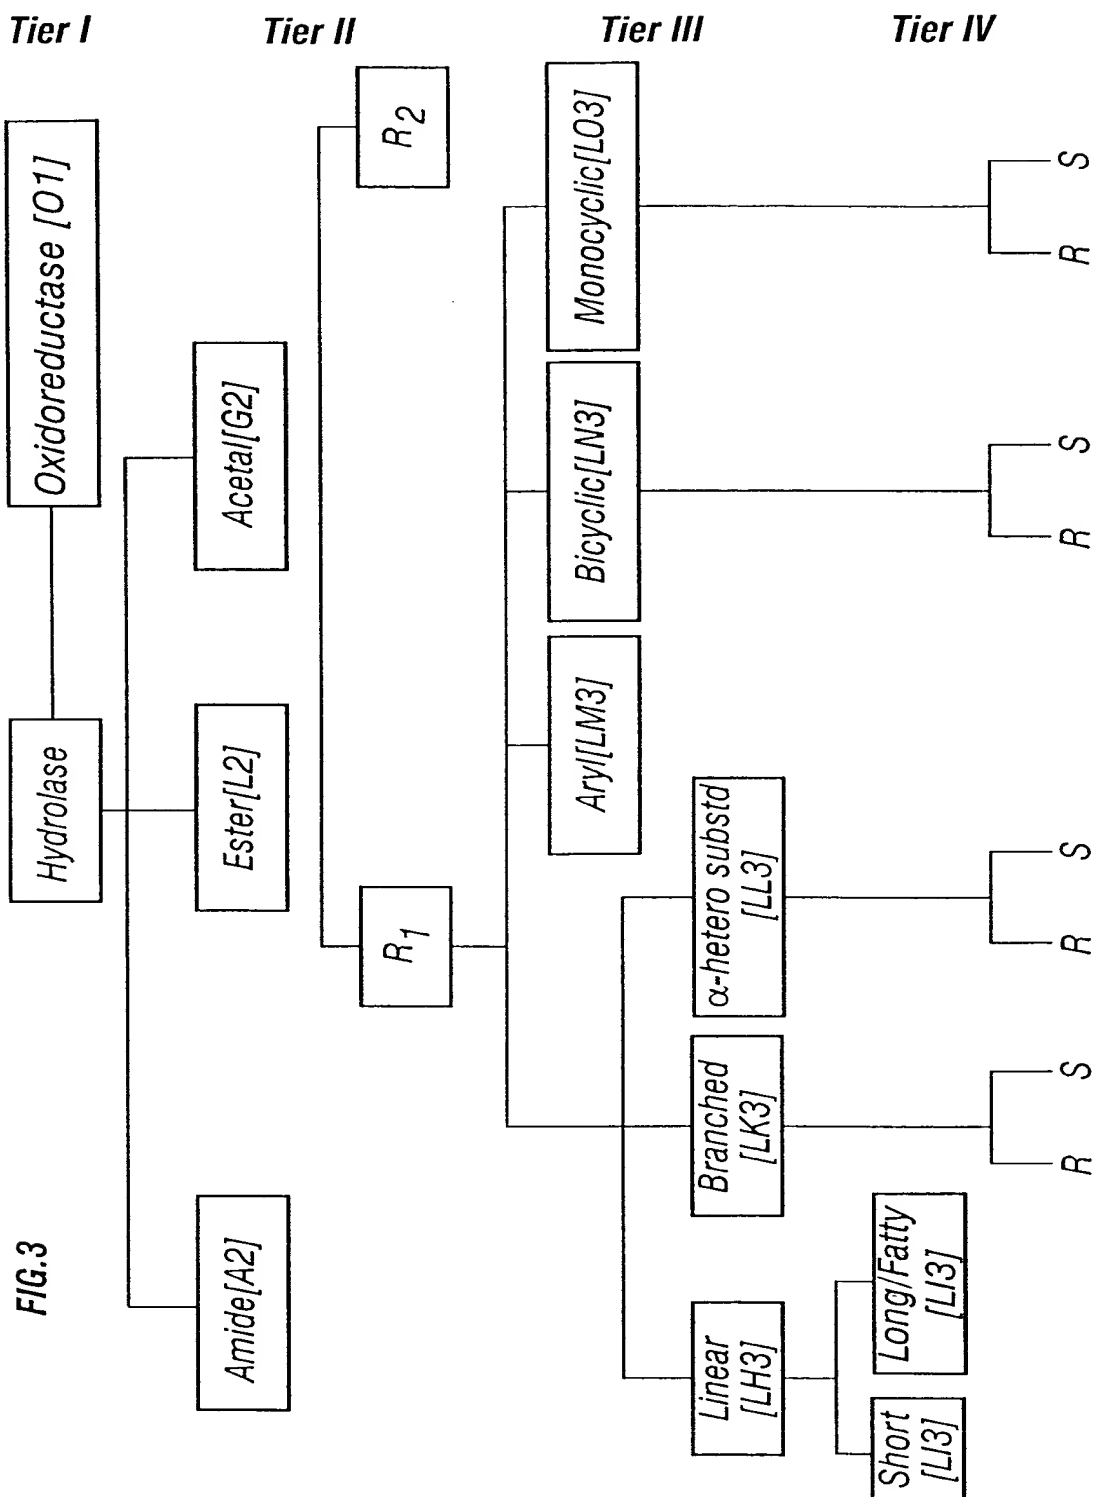 Tier I
Tier II
Tier III
Tier IV
FIG.3
Hydrolase
Oxidoreductase [O1]
Amide[A2]
Ester[L2]
Acetal[G2]
R1
R2
Aryl[LM3]
Bicyclic[LN3]
Monocyclic[LO3]
Linear
[LH3]
Branched
[LK3]
α-hetero substd
[LL3]
Short
[LI3]
Long/Fatty
[LI3]
R
S
R
S
R
S
R
S